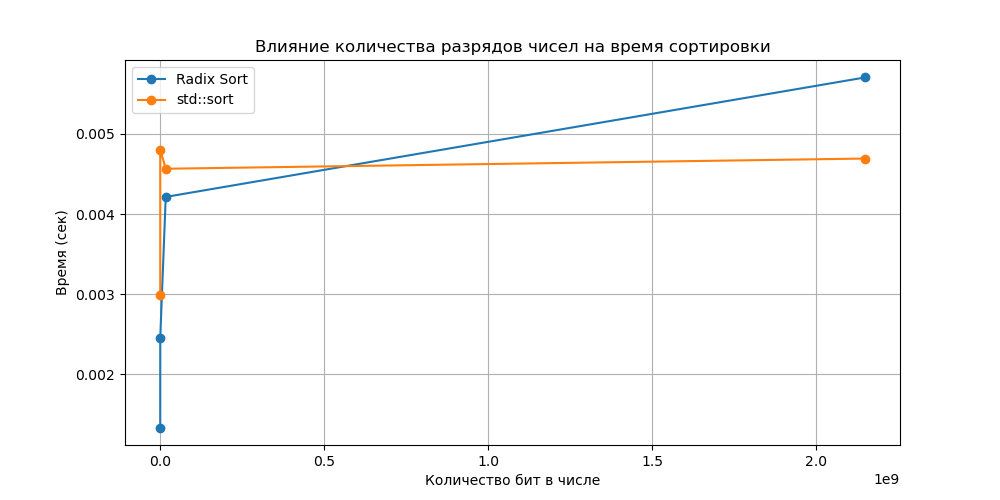 Влияние количества разрядов чисел на время сортировки
Radix Sort
std::sort
0.005
0.004
0.003
0.002
Время (сек)
0.0 0.5 1.0 1.5 2.0
1e9
Количество бит в числе